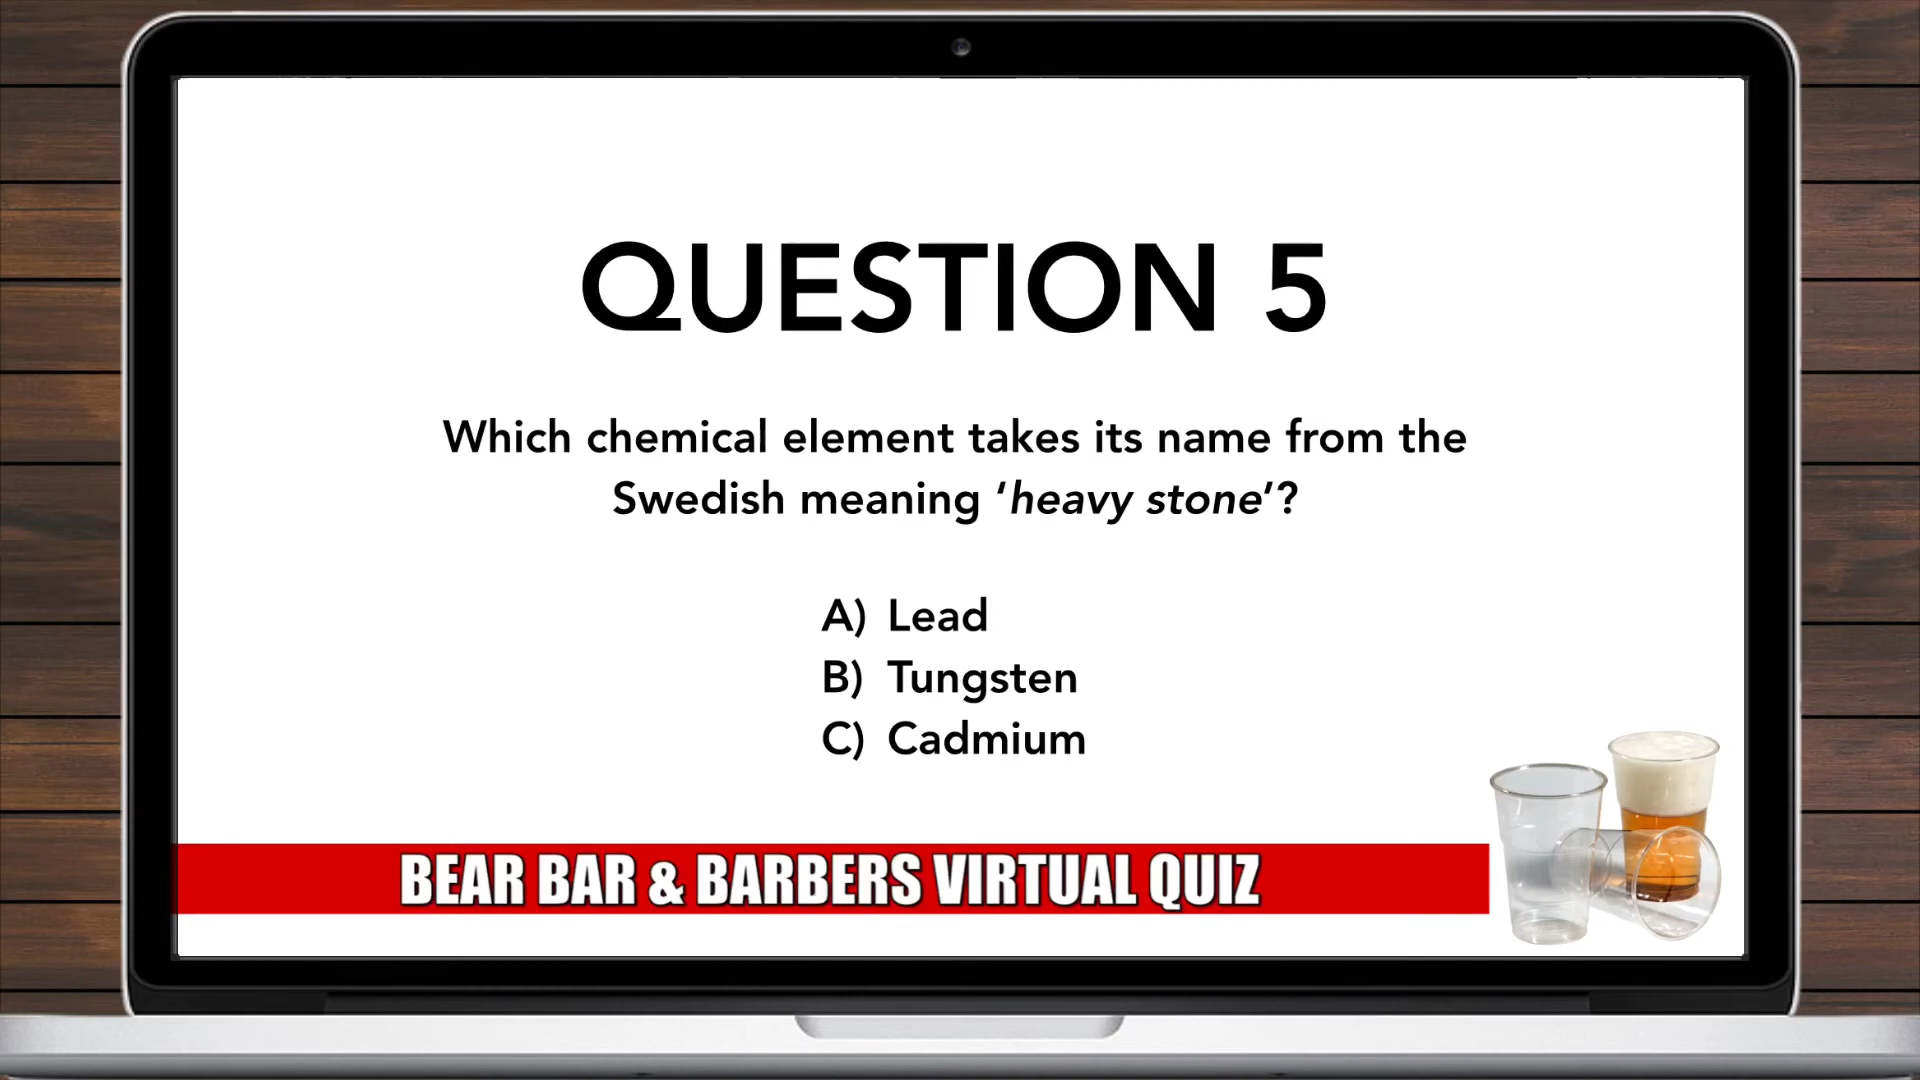 QUESTION 5
Which chemical element takes its name from the
Swedish meaning ‘heavy stone’?
A) Lead
B) Tungsten
C) Cadmium
BEAR BAR & BARBERS VIRTUAL QUIZ